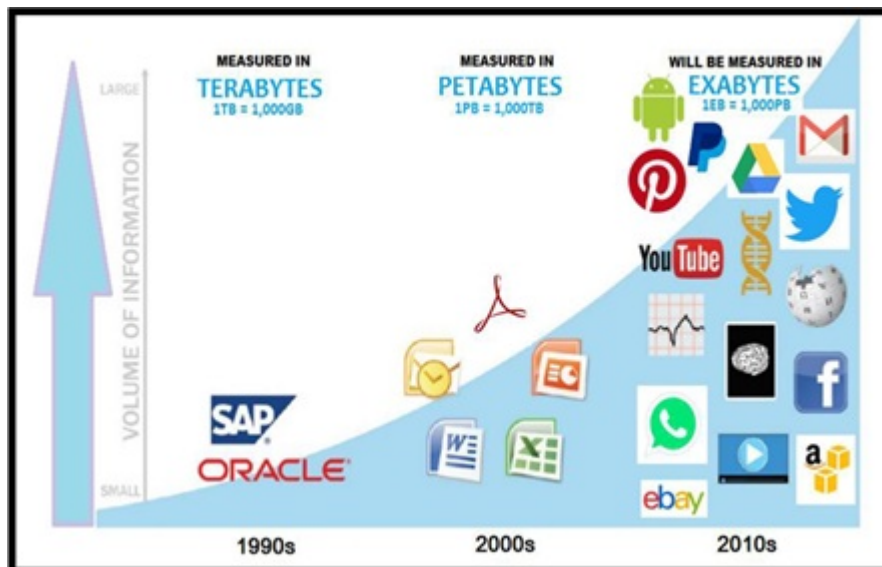 MEASURED IN
TERABYTES
1TB = 1,000GB
MEASURED IN
PETABYTES
1PB = 1,000TB
WILL BE MEASURED IN
EXABYTES
1EB = 1,000PB
LARGE
VOLUME OF INFORMATION
SMALL
SAP
®
ORACLE®
W
X
P
YouTube
f
a
ebay
1990s
2000s
2010s